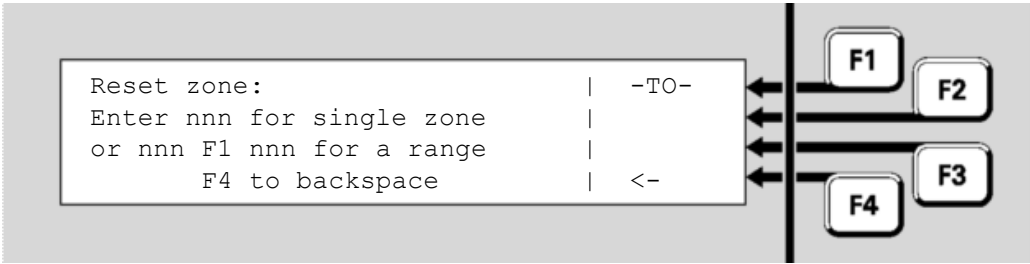 Reset zone: | -TO-
Enter nnn for single zone |
or nnn F1 nnn for a range |
F4 to backspace | <-
F1
F2
F3
F4